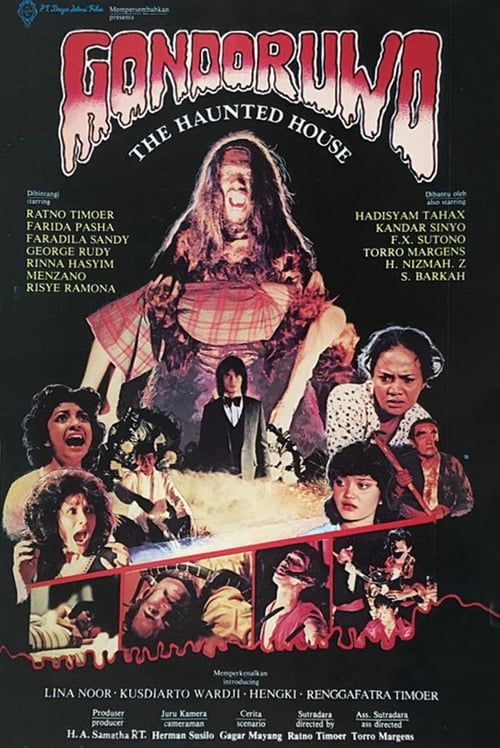 P.T. Daya Istri Film
Mempersembahkan
presents
GONDORUWO
THE HAUNTED HOUSE
Dibintangi
starring
RATNO TIMOER
FARIDA PASHA
FARADILA SANDY
GEORGE RUDY
RINNA HASYIM
MENZANO
RISYE RAMONA
Dibantu oleh
also starring
HADISYAM TAHAX
KANDAR SINYO
F.X. SUTONO
TORRO MARGENS
H. NIZMAH. Z
S. BARKAH
Memperkenalkan
introducing
LINA NOOR · KUSDIARTO WARDJI · HENGKI · RENGGAFATRA TIMOER
Produser
producer
H.A. Samatha RT.
Juru Kamera
cameraman
Herman Susilo
Cerita
scenario
Gagar Mayang
Sutradara
directed by
Ratno Timoer
Ass. Sutradara
ass directed
Torro Margens